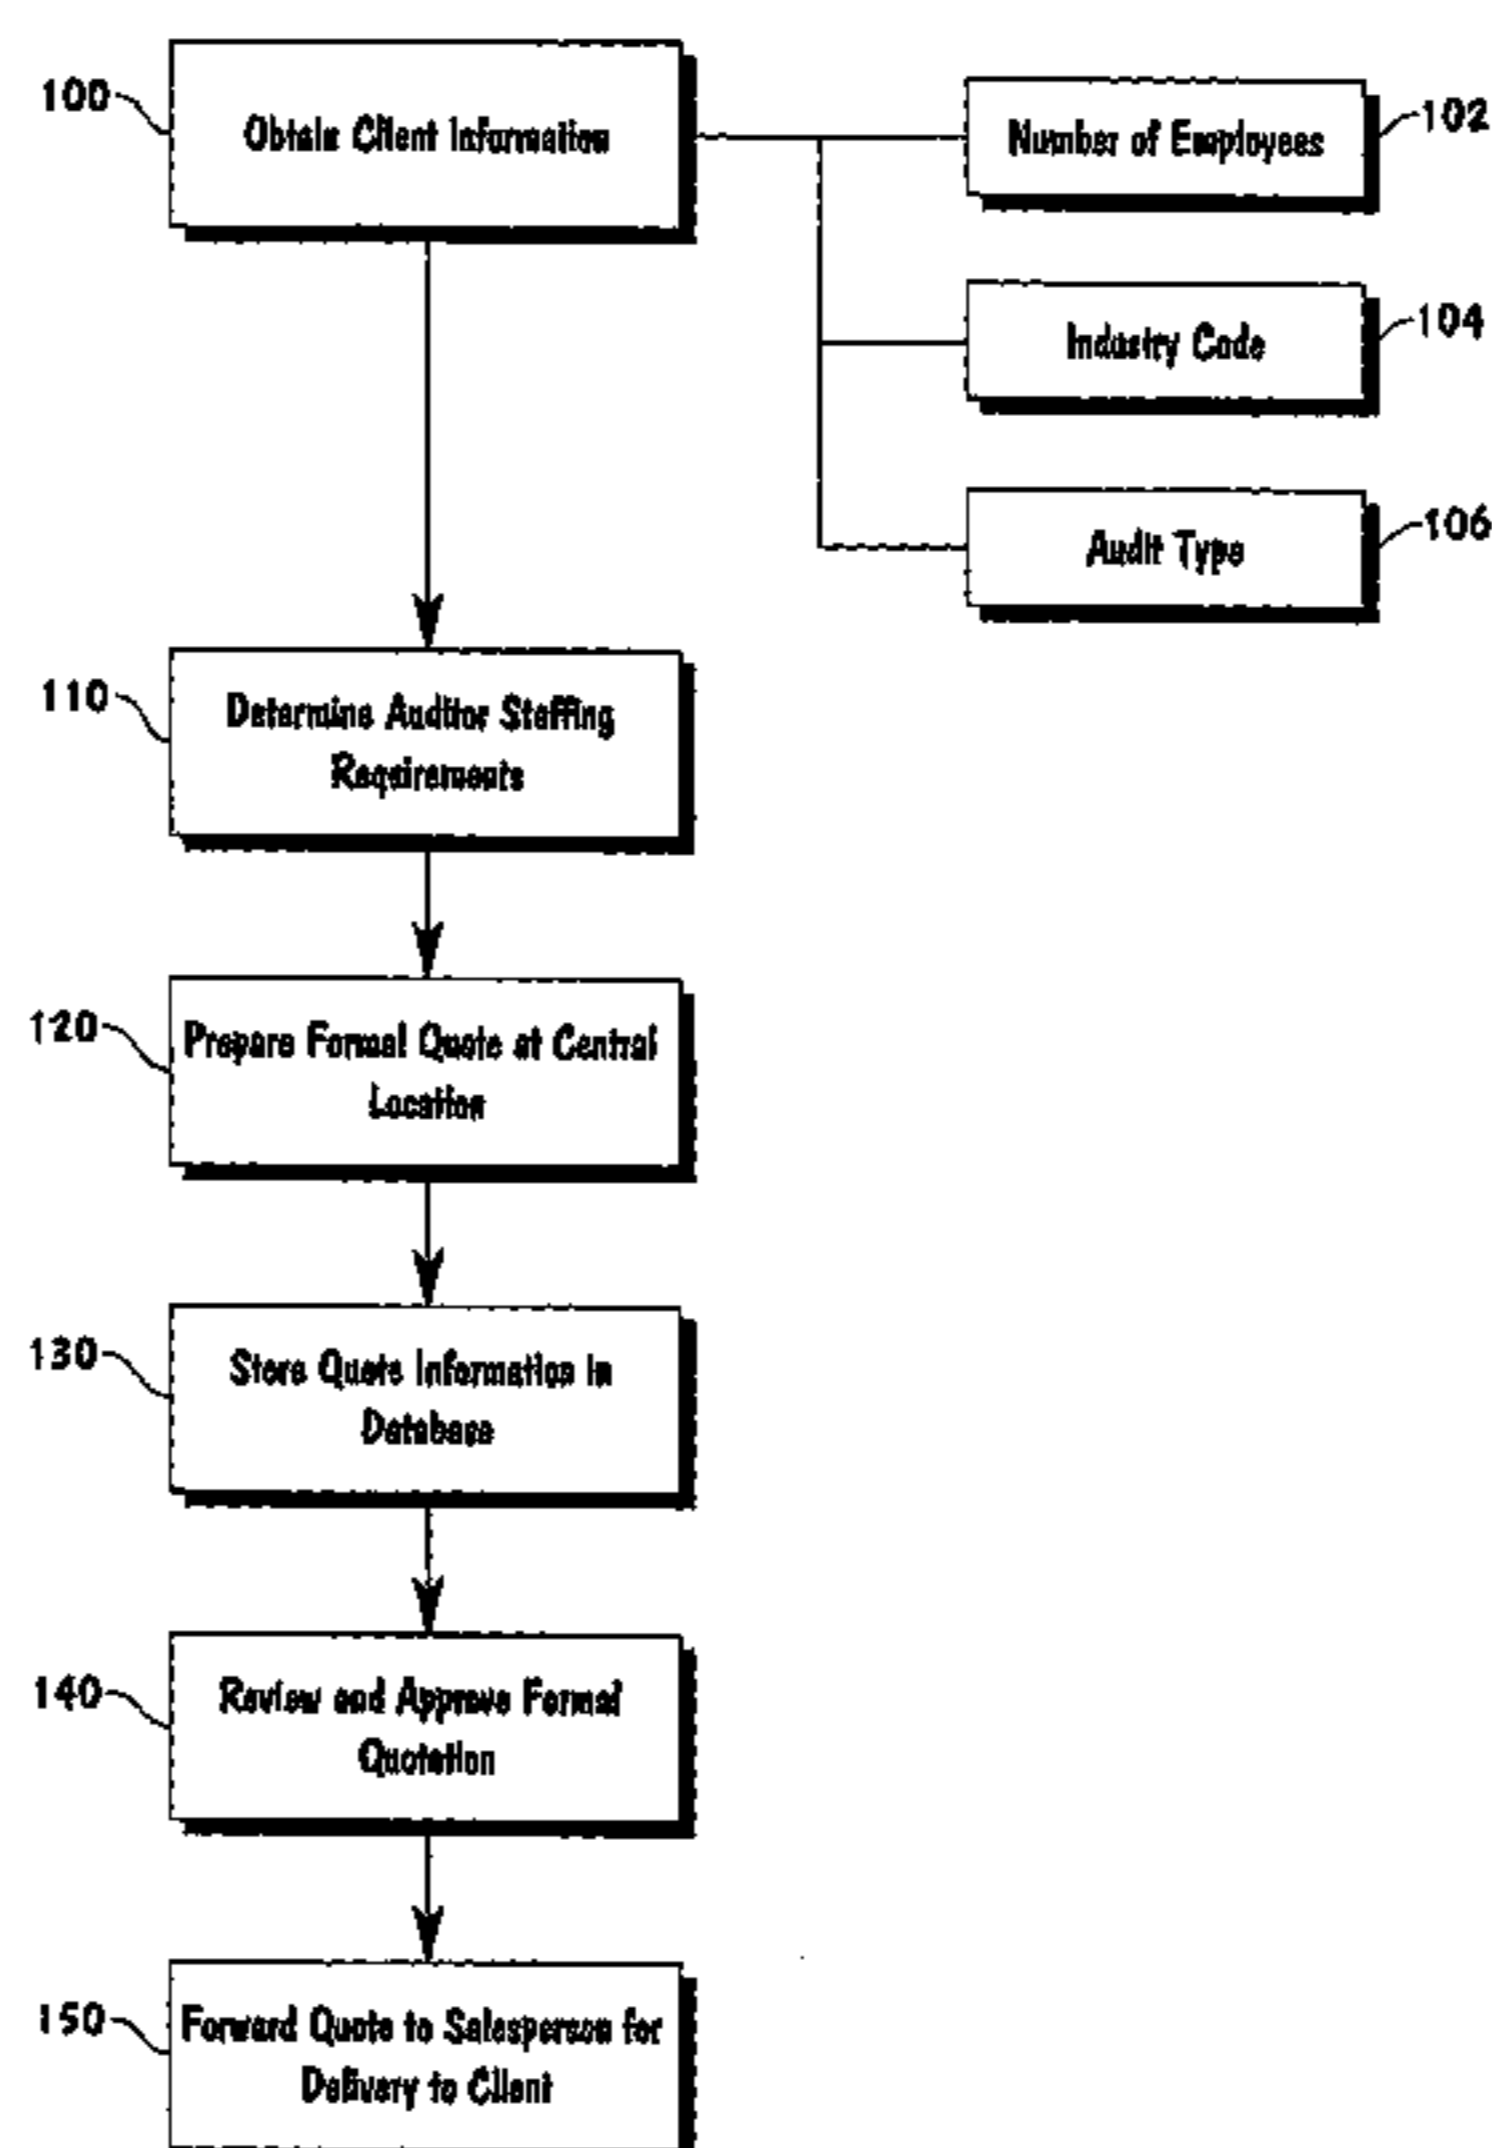 100
Obtain Client Information
Number of Employees
102
Industry Code
104
Audit Type
106
110
Determine Auditor Staffing
Requirements
120
Prepare Formal Quote at Central
Location
130
Store Quote Information in
Database
140
Review and Approve Formal
Quotation
150
Forward Quote to Salesperson for
Delivery to Client